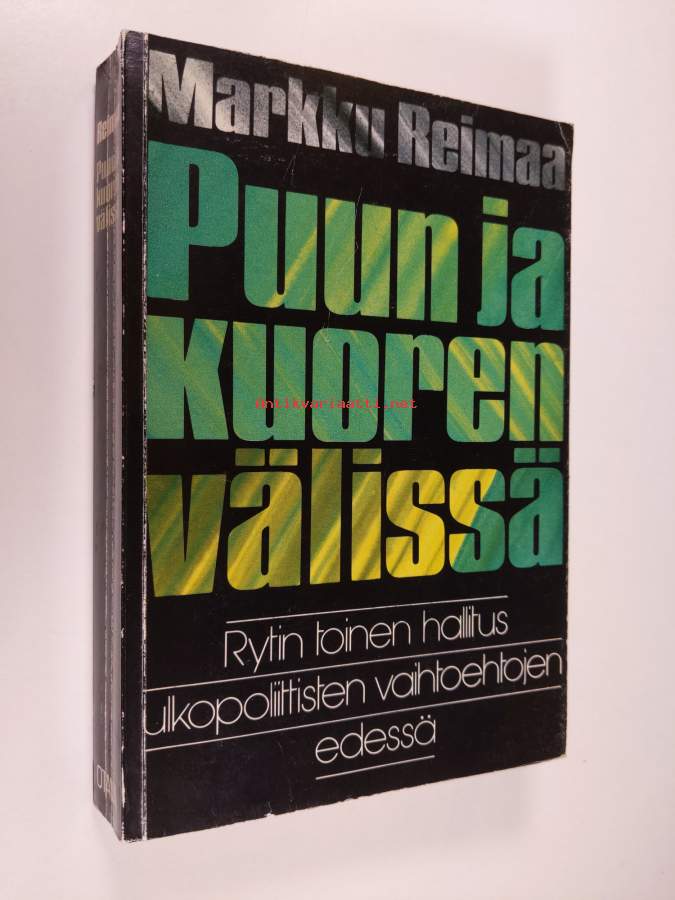 Markku Reimaa
Puun ja
kuoren
välissä
Rytin toinen hallitus
ulkopoliittisten vaihtoehtojen
edessä
antikvariaatti.net